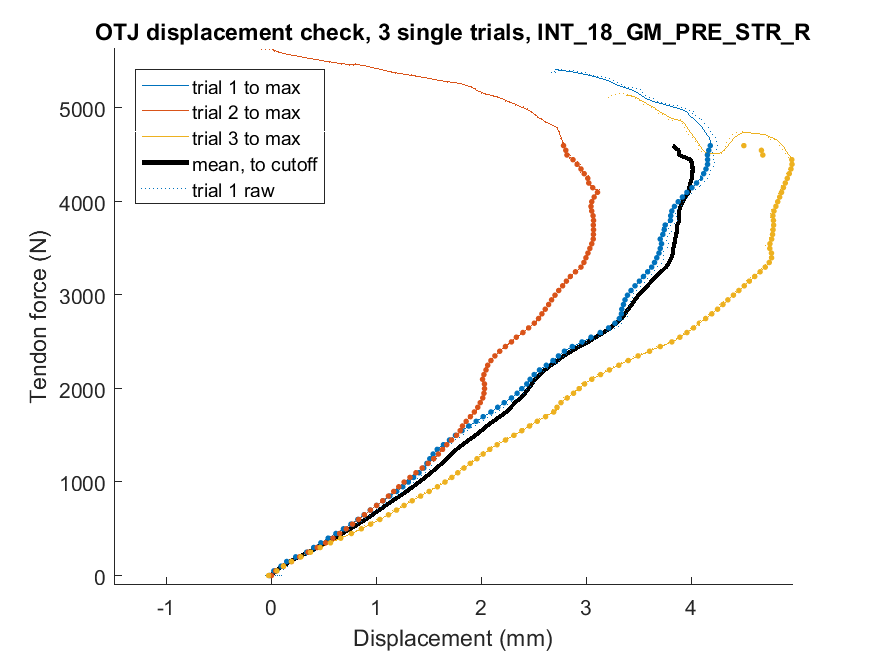 OTJ displacement check, 3 single trials, INT_18_GM_PRE_STR_R
trial 1 to max
trial 2 to max
trial 3 to max
mean, to cutoff
trial 1 raw
Tendon force (N)
5000
4000
3000
2000
1000
0
-1 0 1 2 3 4
Displacement (mm)